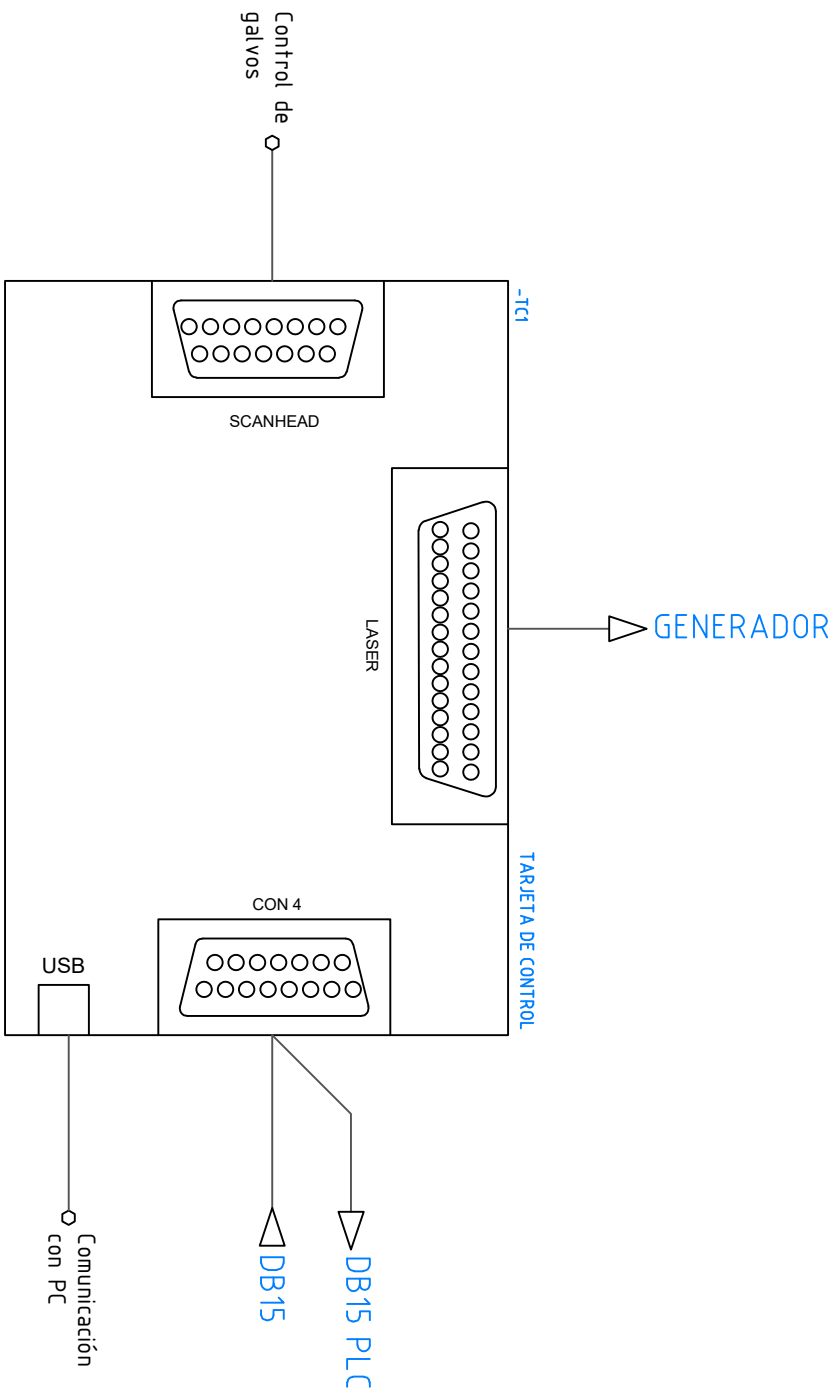 Control de
galvos
-TC1
SCANHEAD
GENERADOR
LASER
TARJETA DE CONTROL
CON 4
USB
DB15 PLC
DB15
Comunicación
con PC